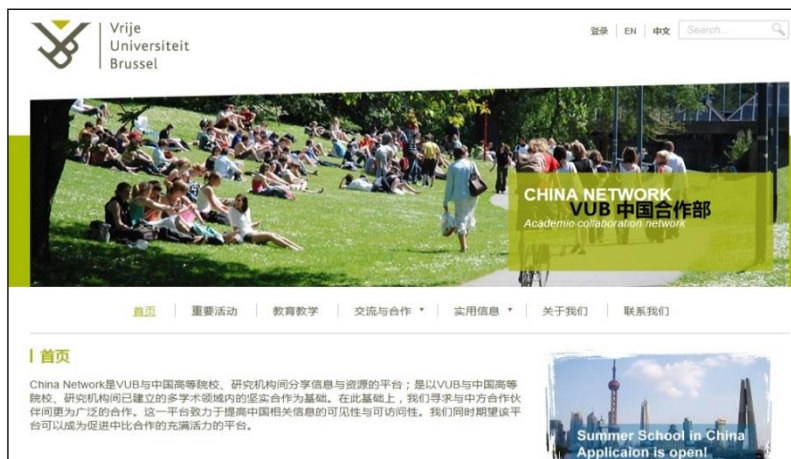 Vrije
Universiteit
Brussel
登录 EN 中文 Search...
CHINA NETWORK
VUB 中国合作部
Academic collaboration network
首页 重要活动 教育教学 交流与合作 实用信息 关于我们 联系我们
首页
China Network是VUB与中国高等院校、研究机构间分享信息与资源的平台；是以VUB与中国高等
院校、研究机构间已建立的多学术领域内的坚实合作为基础。在此基础上，我们寻求与中方合作伙
伴间更为广泛的合作。这一平台致力于提高中国相关信息的可见性与可访问性。我们同时期望该平
台可以成为促进中比合作的充满活力的平台。
Summer School in China
Applicaion is open!